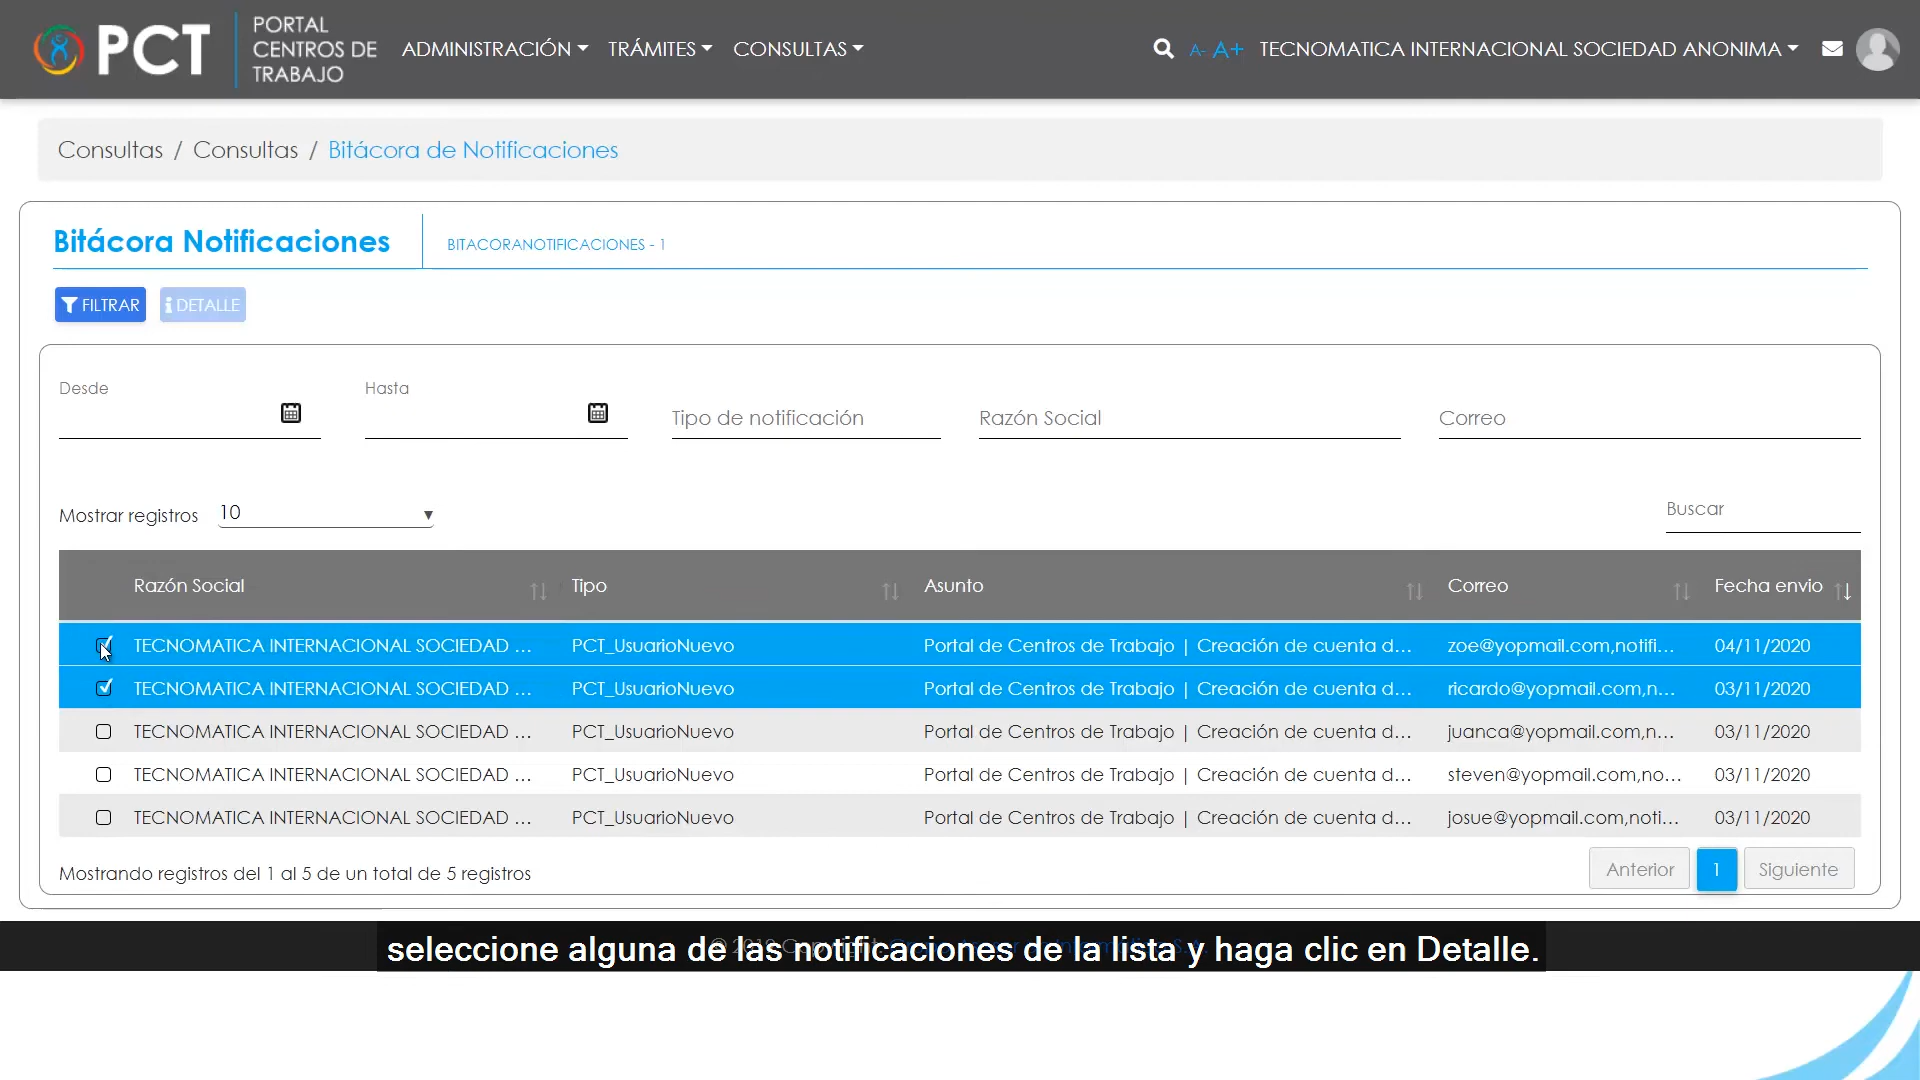 PCT
PORTAL
CENTROS DE
TRABAJO
ADMINISTRACIÓN
TRÁMITES
CONSULTAS
A- A+
TECNOMATICA INTERNACIONAL SOCIEDAD ANONIMA
Consultas / Consultas / Bitácora de Notificaciones
Bitácora Notificaciones
BITACORANOTIFICACIONES - 1
FILTRAR
DETALLE
Desde
Hasta
Tipo de notificación
Razón Social
Correo
Mostrar registros 10
Buscar
Razón Social Tipo Asunto Correo Fecha envio
TECNOMATICA INTERNACIONAL SOCIEDAD ... PCT_UsuarioNuevo Portal de Centros de Trabajo | Creación de cuenta d... zoe@yopmail.com,notifi... 04/11/2020
TECNOMATICA INTERNACIONAL SOCIEDAD ... PCT_UsuarioNuevo Portal de Centros de Trabajo | Creación de cuenta d... ricardo@yopmail.com,n... 03/11/2020
TECNOMATICA INTERNACIONAL SOCIEDAD ... PCT_UsuarioNuevo Portal de Centros de Trabajo | Creación de cuenta d... juanca@yopmail.com,n... 03/11/2020
TECNOMATICA INTERNACIONAL SOCIEDAD ... PCT_UsuarioNuevo Portal de Centros de Trabajo | Creación de cuenta d... steven@yopmail.com,no... 03/11/2020
TECNOMATICA INTERNACIONAL SOCIEDAD ... PCT_UsuarioNuevo Portal de Centros de Trabajo | Creación de cuenta d... josue@yopmail.com,noti... 03/11/2020
Mostrando registros del 1 al 5 de un total de 5 registros
Anterior 1 Siguiente
seleccione alguna de las notificaciones de la lista y haga clic en Detalle.